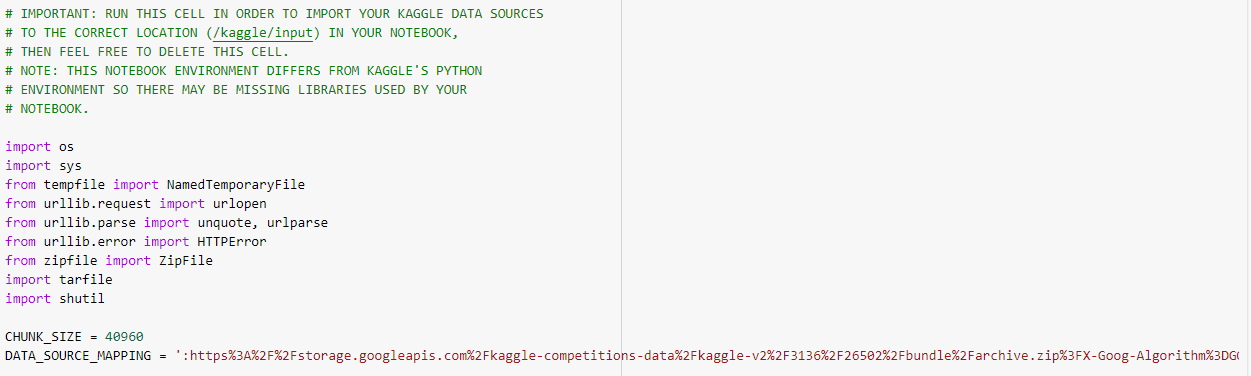 # IMPORTANT: RUN THIS CELL IN ORDER TO IMPORT YOUR KAGGLE DATA SOURCES
# TO THE CORRECT LOCATION (/kaggle/input) IN YOUR NOTEBOOK,
# THEN FEEL FREE TO DELETE THIS CELL.
# NOTE: THIS NOTEBOOK ENVIRONMENT DIFFERS FROM KAGGLE'S PYTHON
# ENVIRONMENT SO THERE MAY BE MISSING LIBRARIES USED BY YOUR
# NOTEBOOK.
import os
import sys
from tempfile import NamedTemporaryFile
from urllib.request import urlopen
from urllib.parse import unquote, urlparse
from urllib.error import HTTPError
from zipfile import ZipFile
import tarfile
import shutil
CHUNK_SIZE = 40960
DATA_SOURCE_MAPPING = ':https%3A%2F%2Fstorage.googleapis.com%2Fkaggle-competitions-data%2Fkaggle-v2%2F3136%2F26502%2Fbundle%2Farchive.zip%3FX-Goog-Algorithm%3DGO